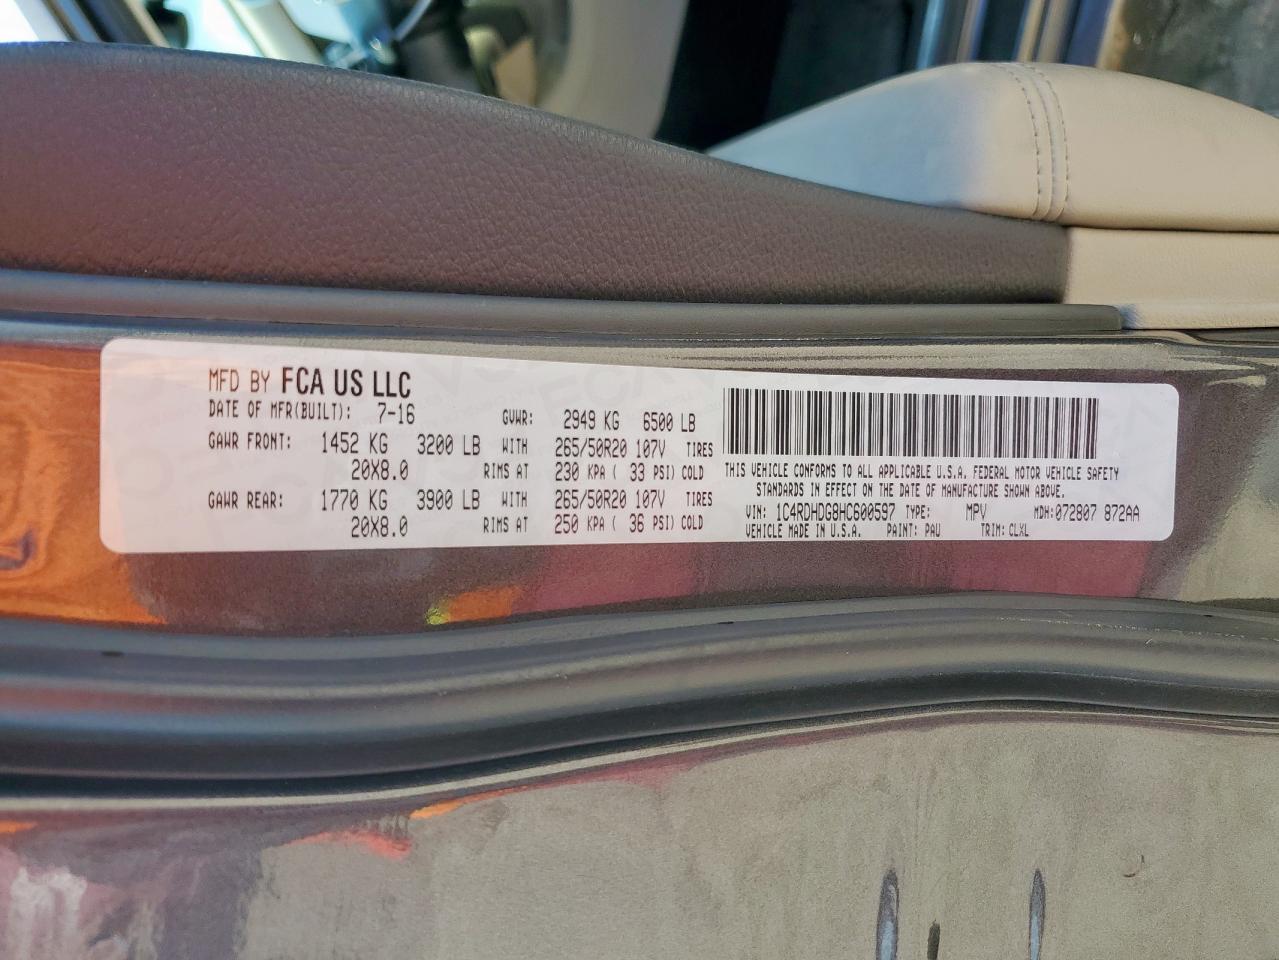 MFD BY FCA US LLC
DATE OF MFR(BUILT): 7-16 GVWR: 2949 KG 6500 LB
GAWR FRONT: 1452 KG 3200 LB WITH 265/50R20 107V TIRES
20X8.0 RIMS AT 230 KPA ( 33 PSI) COLD
GAWR REAR: 1770 KG 3900 LB WITH 265/50R20 107V TIRES
20X8.0 RIMS AT 250 KPA ( 36 PSI) COLD
THIS VEHICLE CONFORMS TO ALL APPLICABLE U.S.A. FEDERAL MOTOR VEHICLE SAFETY
STANDARDS IN EFFECT ON THE DATE OF MANUFACTURE SHOWN ABOVE.
VIN: 1C4RDHDG8HC600597 TYPE: MPV MDH: 072807 872AA
VEHICLE MADE IN U.S.A. PAINT: PAU TRIM: CLXL